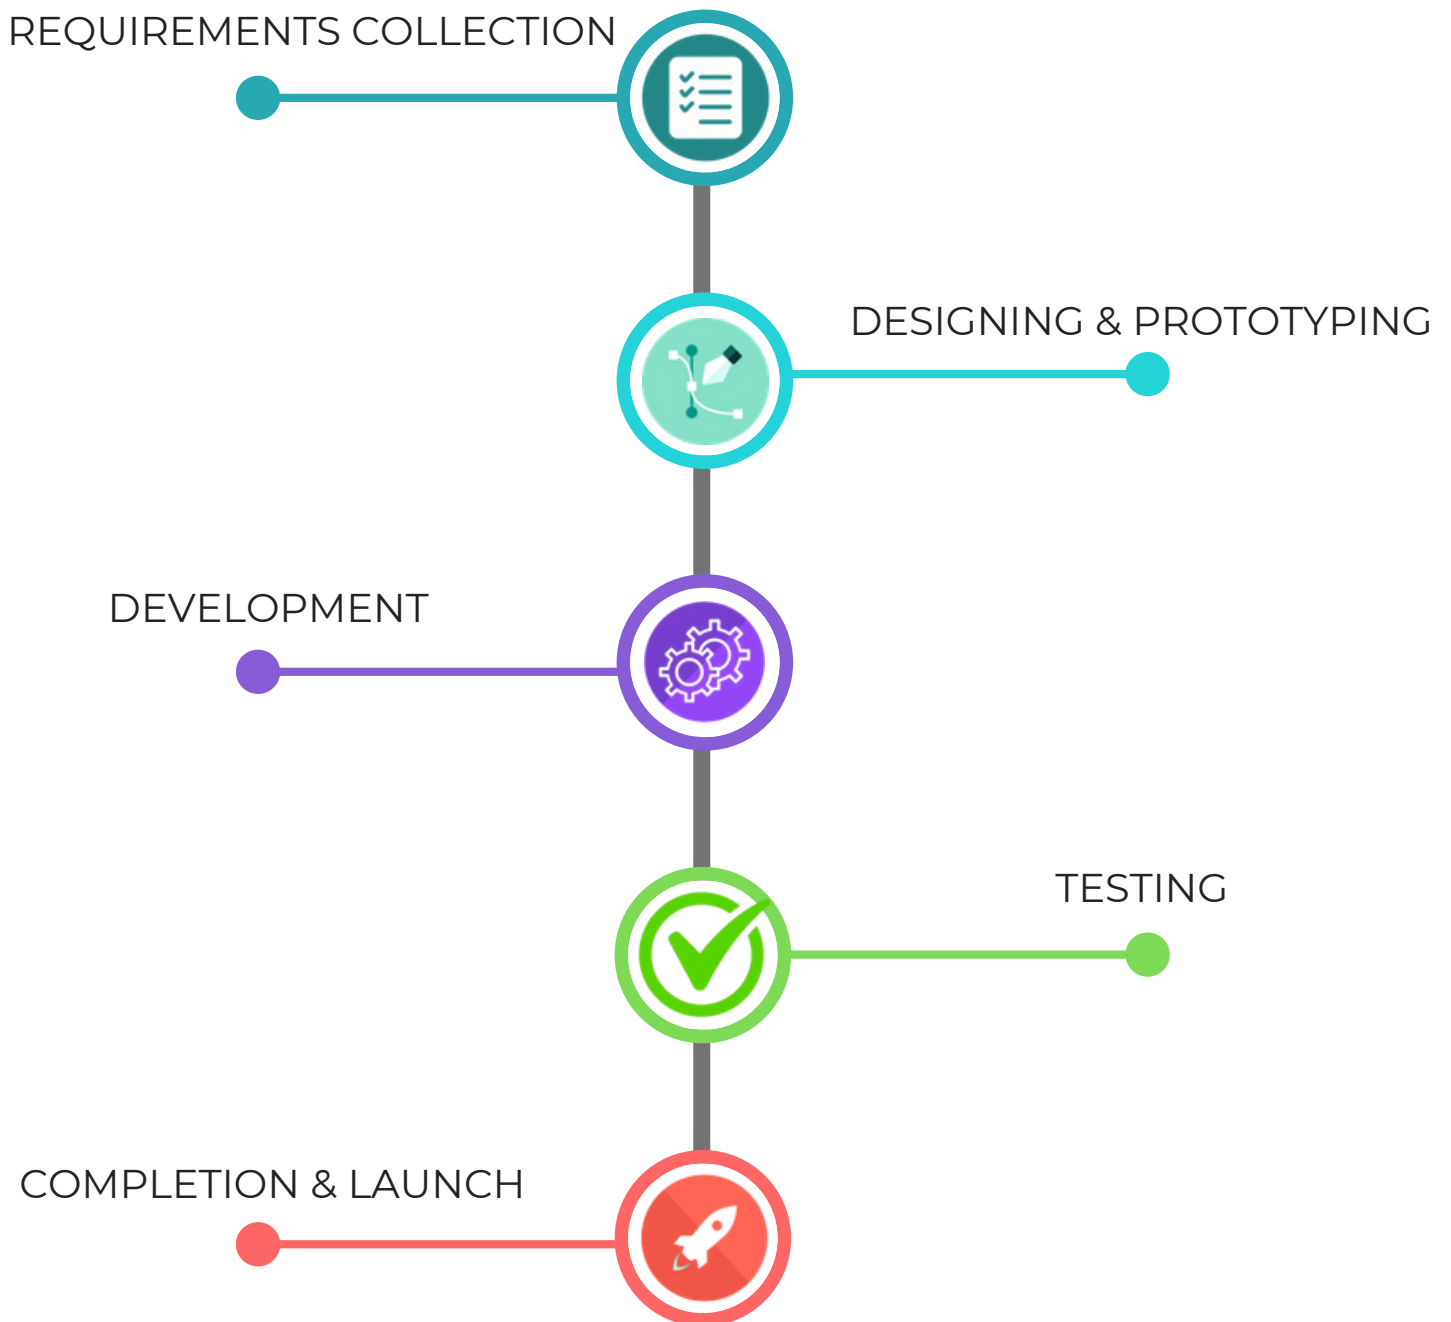 REQUIREMENTS COLLECTION
DESIGNING & PROTOTYPING
DEVELOPMENT
TESTING
COMPLETION & LAUNCH